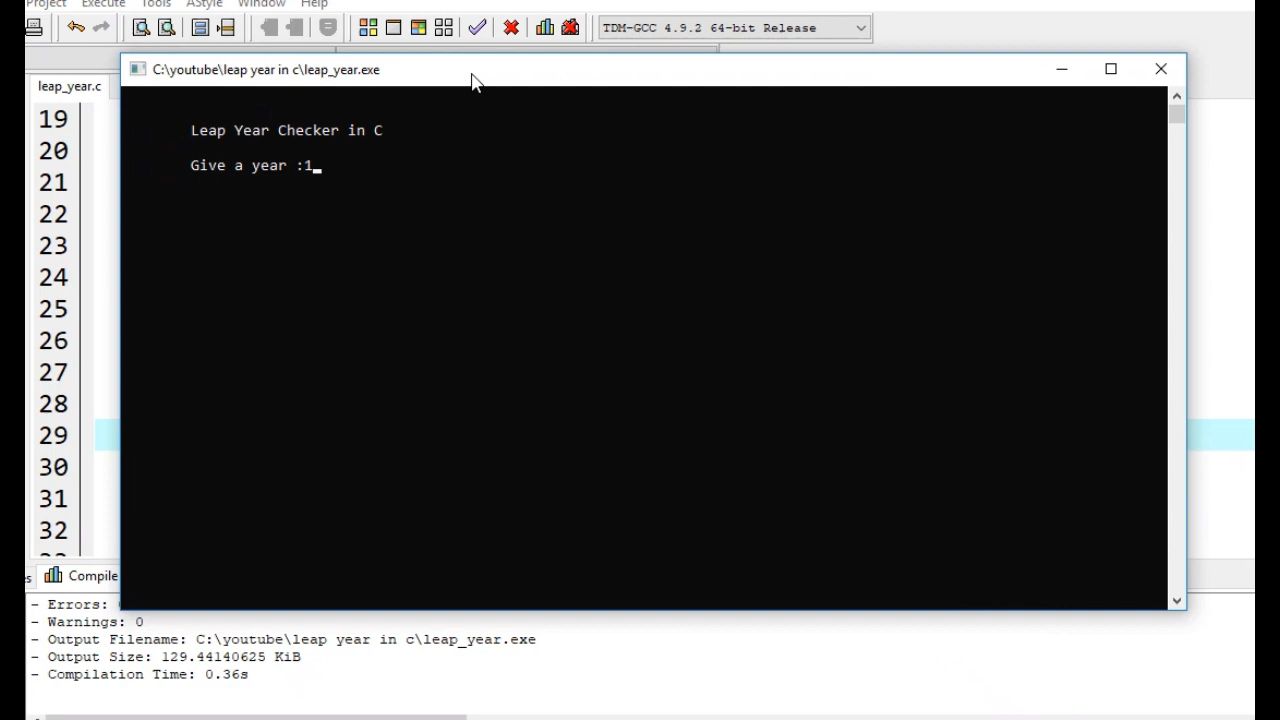 Project Execute Tools AStyle Window Help
TDM-GCC 4.9.2 64-bit Release
leap_year.c
C:\youtube\leap year in c\leap_year.exe
Leap Year Checker in C
Give a year :1
19
20
21
22
23
24
25
26
27
28
29
30
31
32
Compile
- Errors:
- Warnings: 0
- Output Filename: C:\youtube\leap year in c\leap_year.exe
- Output Size: 129.44140625 KiB
- Compilation Time: 0.36s